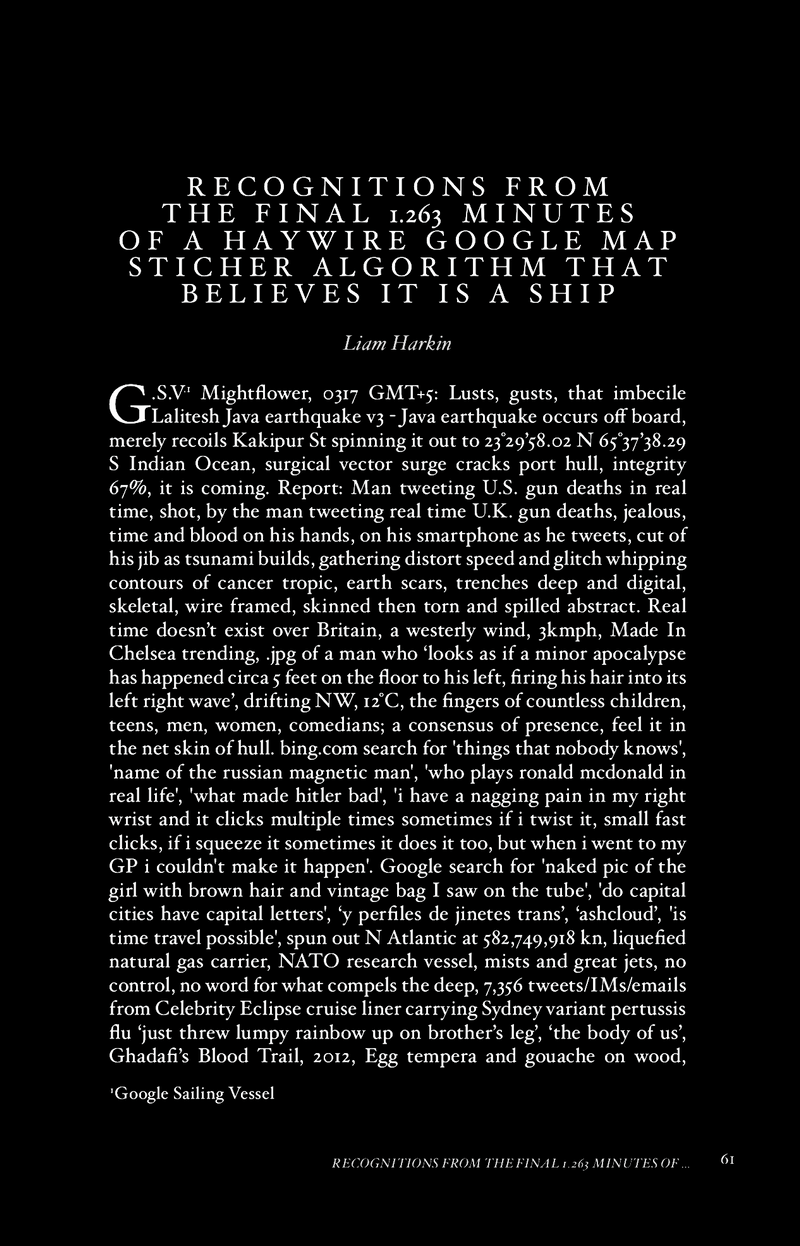 RECOGNITIONS FROM
THE FINAL 1.263 MINUTES
OF A HAYWIRE GOOGLE MAP
STICHER ALGORITHM THAT
BELIEVES IT IS A SHIP
Liam Harkin
G.S.V¹ Mightflower, 0317 GMT+5: Lusts, gusts, that imbecile
Lalitesh Java earthquake v3 - Java earthquake occurs off board,
merely recoils Kakipur St spinning it out to 23°29’58.02 N 65°37’38.29
S Indian Ocean, surgical vector surge cracks port hull, integrity
67%, it is coming. Report: Man tweeting U.S. gun deaths in real
time, shot, by the man tweeting real time U.K. gun deaths, jealous,
time and blood on his hands, on his smartphone as he tweets, cut of
his jib as tsunami builds, gathering distort speed and glitch whipping
contours of cancer tropic, earth scars, trenches deep and digital,
skeletal, wire framed, skinned then torn and spilled abstract. Real
time doesn’t exist over Britain, a westerly wind, 3kmph, Made In
Chelsea trending, .jpg of a man who ‘looks as if a minor apocalypse
has happened circa 5 feet on the floor to his left, firing his hair into its
left right wave’, drifting NW, 12°C, the fingers of countless children,
teens, men, women, comedians; a consensus of presence, feel it in
the net skin of hull. bing.com search for 'things that nobody knows',
'name of the russian magnetic man', 'who plays ronald mcdonald in
real life', 'what made hitler bad', 'i have a nagging pain in my right
wrist and it clicks multiple times sometimes if i twist it, small fast
clicks, if i squeeze it sometimes it does it too, but when i went to my
GP i couldn't make it happen'. Google search for 'naked pic of the
girl with brown hair and vintage bag I saw on the tube', 'do capital
cities have capital letters', ‘y perfiles de jinetes trans’, ‘ashcloud’, 'is
time travel possible', spun out N Atlantic at 582,749,918 kn, liquefied
natural gas carrier, NATO research vessel, mists and great jets, no
control, no word for what compels the deep, 7,356 tweets/IMs/emails
from Celebrity Eclipse cruise liner carrying Sydney variant pertussis
flu ‘just threw lumpy rainbow up on brother’s leg’, ‘the body of us’,
Ghadafi’s Blood Trail, 2012, Egg tempera and gouache on wood,
¹Google Sailing Vessel
RECOGNITIONS FROM THE FINAL 1.263 MINUTES OF ... 61